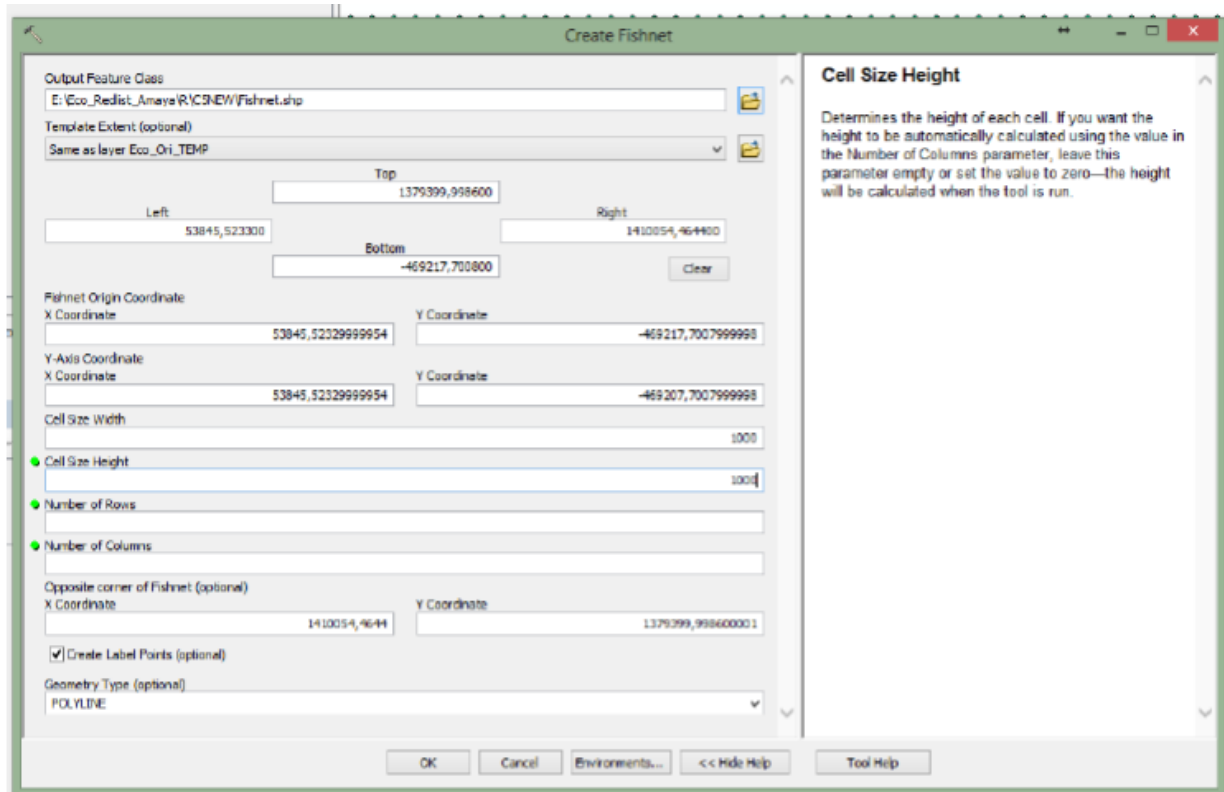 Create Fishnet
Output Feature Class
E:\Eco_Redlist_Amaya\R\CSNEW\Fishnet.shp
Template Extent (optional)
Same as layer Eco_Ori_TEMP
Top
1379399,998600
Left
Right
53845,523300
1410054,464400
Bottom
-469217,700800
Clear
Fishnet Origin Coordinate
X Coordinate
Y Coordinate
53845,52329999954
-469217,7007999998
Y-Axis Coordinate
X Coordinate
Y Coordinate
53845,52329999954
-469207,7007999998
Cell Size Width
1000
Cell Size Height
1000
Number of Rows
Number of Columns
Opposite corner of Fishnet (optional)
X Coordinate
Y Coordinate
1410054,4644
1379399,998600001
Create Label Points (optional)
Geometry Type (optional)
POLYLINE
OK
Cancel
Environments...
<< Hide Help
Tool Help
Cell Size Height
Determines the height of each cell. If you want the
height to be automatically calculated using the value in
the Number of Columns parameter, leave this
parameter empty or set the value to zero—the height
will be calculated when the tool is run.